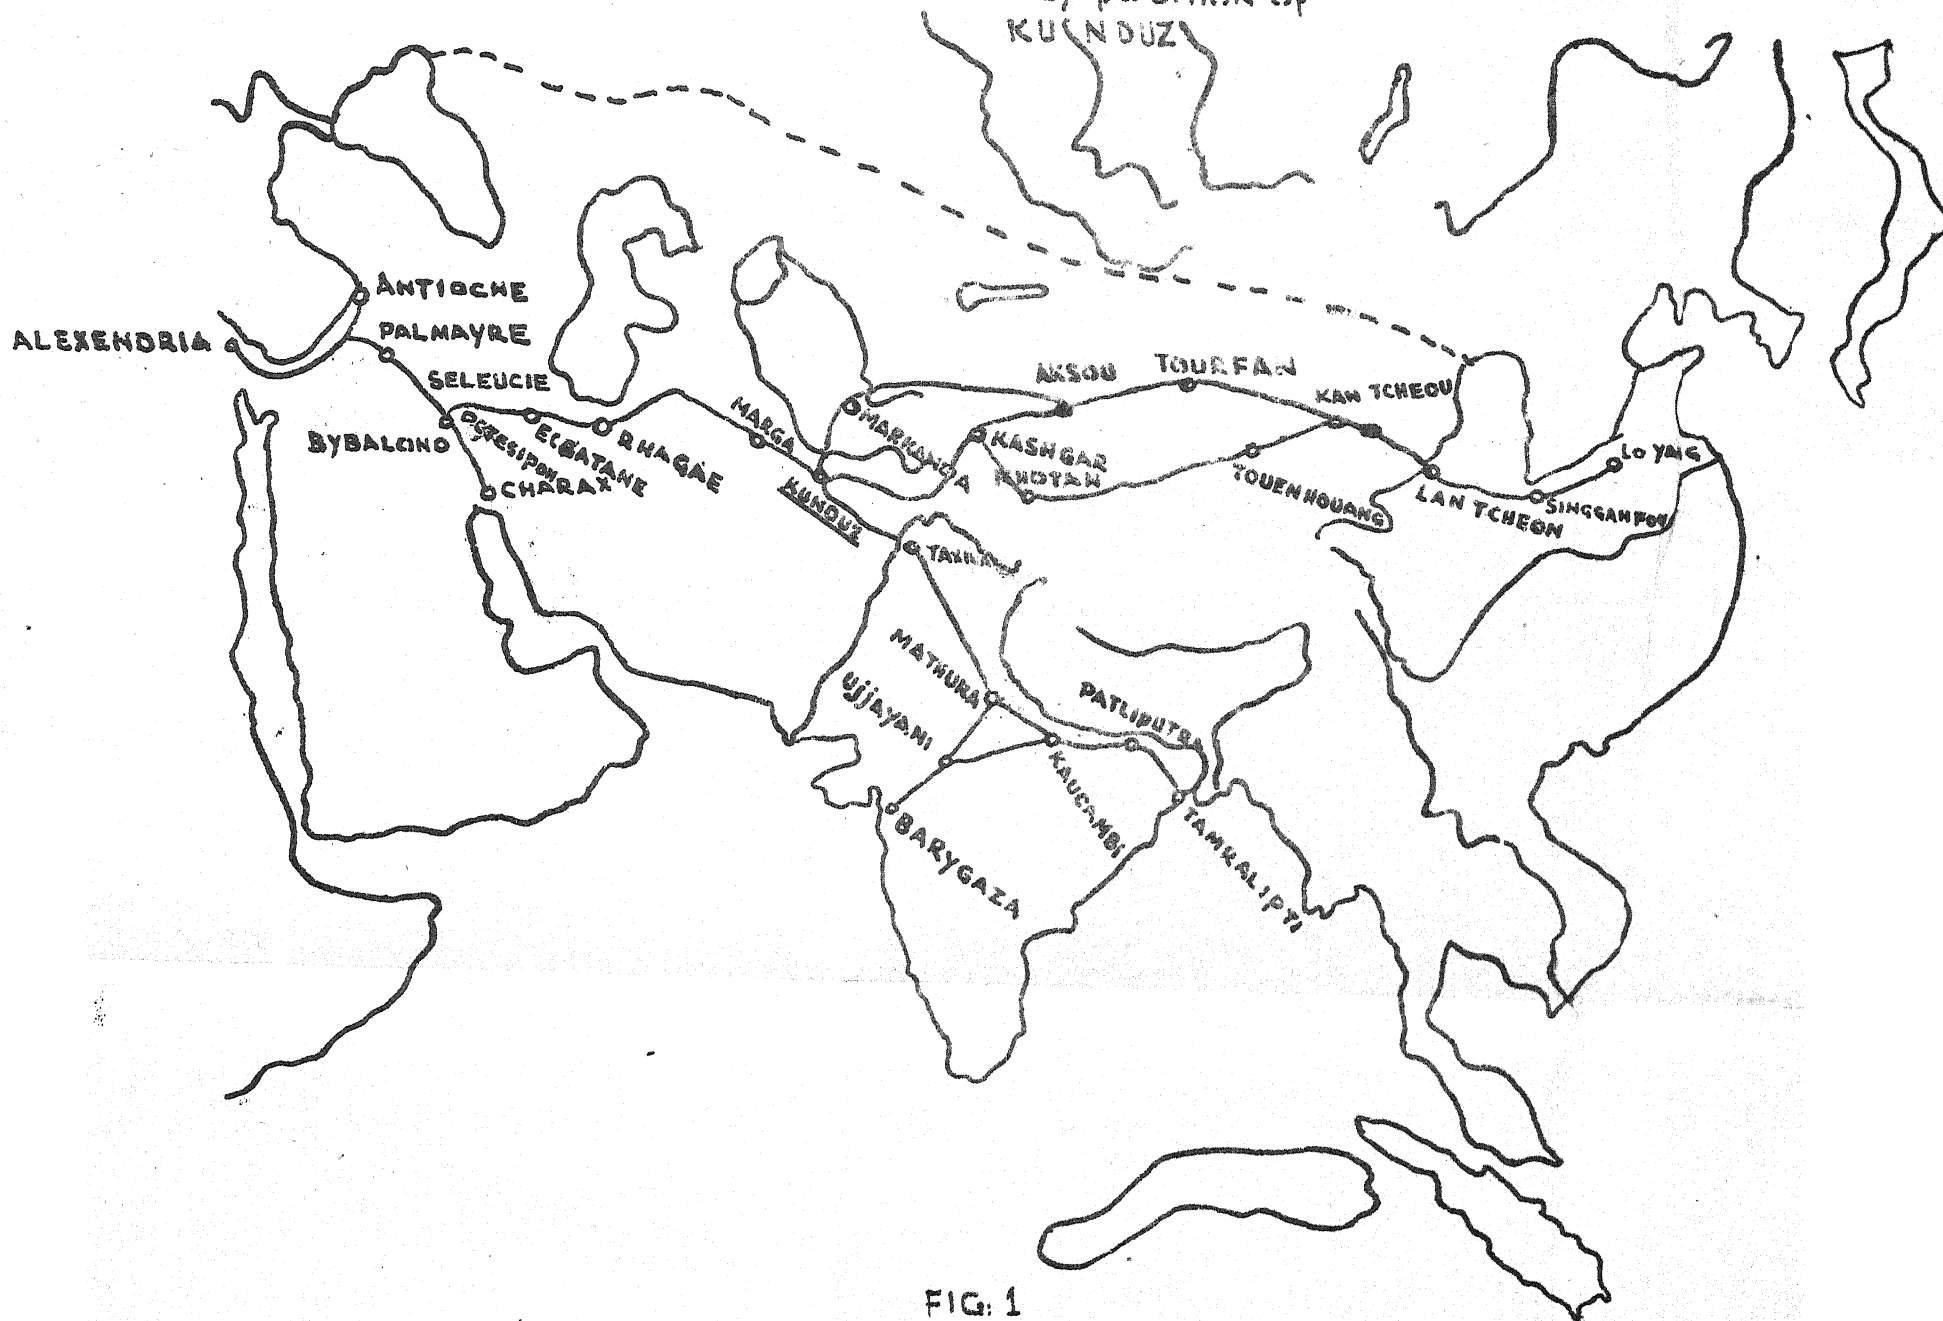 KUNDUZ
ANTIOCHE
ALEXENDRIA
PALMAYRE
SELEUCIE
BYBALOND
CTESIPON
ECBATANE
RHAGAE
CHARAX
MARGA
KUNDUZ
MARKANDA
AKSOU
TOURFAN
KAN TCHEOU
KASHGAR
KHOTAN
TOUENHOUANG
LAN TCHEON
SINGGANFOU
LO YANG
TAXILA
MATHURA
UJJAYANI
PATLIPUTRA
KAUCAMBI
BARYGAZA
TAMRALIPTI
FIG: 1